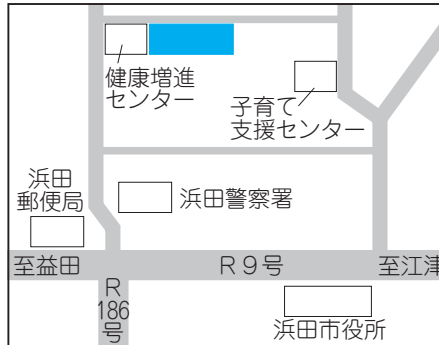 健康増進
センター
子育て
支援センター
浜田
郵便局
浜田警察署
至益田
R9号
至江津
R
186
号
浜田市役所